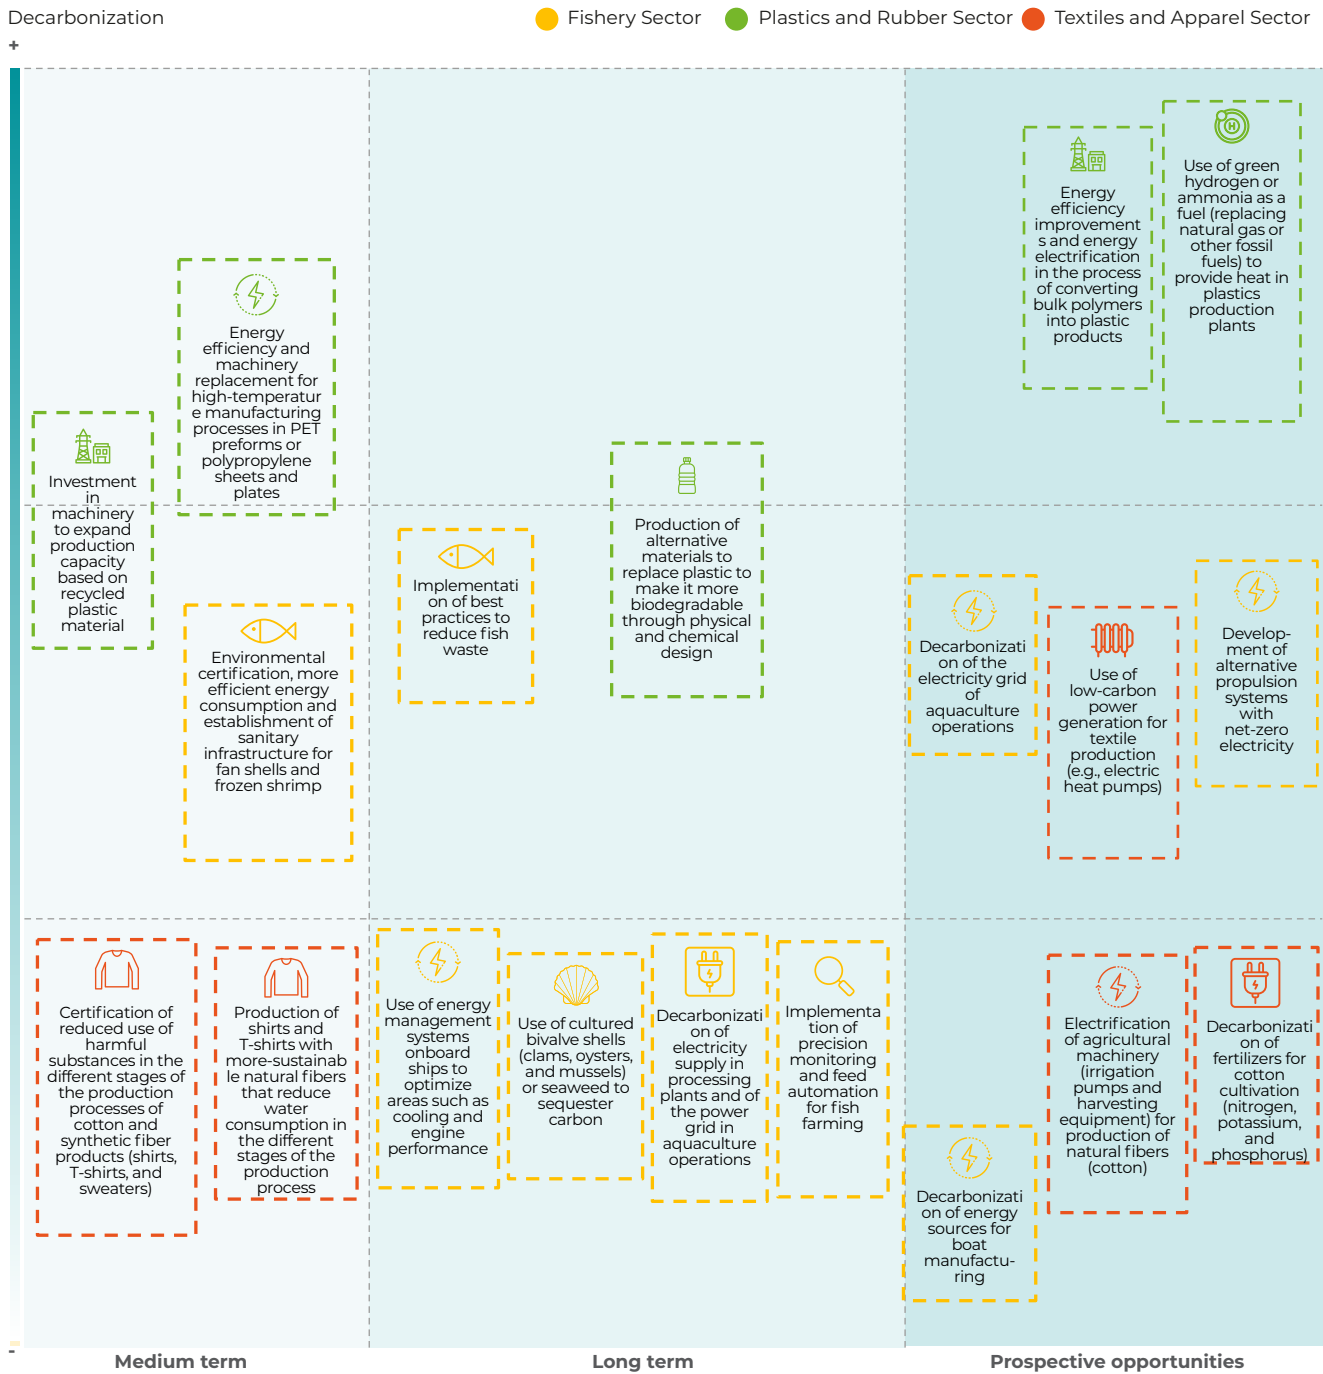 Decarbonization
Fishery Sector
Plastics and Rubber Sector
Textiles and Apparel Sector
+
Investment
in
machinery
to expand
production
capacity
based on
recycled
plastic
material
Energy
efficiency and
machinery
replacement for
high-temperatur
e manufacturing
processes in PET
preforms or
polypropylene
sheets and
plates
Environmental
certification, more
efficient energy
consumption and
establishment of
sanitary
infrastructure for
fan shells and
frozen shrimp
Certification of
reduced use of
harmful
substances in the
different stages of
the production
processes of
cotton and
synthetic fiber
products (shirts,
T-shirts, and
sweaters)
Production of
shirts and
T-shirts with
more-sustainab
le natural fibers
that reduce
water
consumption in
the different
stages of the
production
process
Implementati
on of best
practices to
reduce fish
waste
Production of
alternative
materials to
replace plastic to
make it more
biodegradable
through physical
and chemical
design
Use of energy
management
systems
onboard
ships to
optimize
areas such as
cooling and
engine
performance
Use of cultured
bivalve shells
(clams, oysters,
and mussels)
or seaweed to
sequester
carbon
Decarbonizati
on of
electricity
supply in
processing
plants and of
the power
grid in
aquaculture
operations
Implementa
tion of
precision
monitoring
and feed
automation
for fish
farming
Energy
efficiency
improvement
s and energy
electrification
in the process
of converting
bulk polymers
into plastic
products
H
Use of green
hydrogen or
ammonia as a
fuel (replacing
natural gas or
other fossil
fuels) to
provide heat in
plastics
production
plants
Decarbonizati
on of the
electricity grid
of
aquaculture
operations
Use of
low-carbon
power
generation for
textile
production
(e.g., electric
heat pumps)
Develop-
ment of
alternative
propulsion
systems
with
net-zero
electricity
Decarbonizati
on of energy
sources for
boat
manufactu-
ring
Electrification
of agricultural
machinery
(irrigation
pumps and
harvesting
equipment) for
production of
natural fibers
(cotton)
Decarbonizati
on of
fertilizers for
cotton
cultivation
(nitrogen,
potassium,
and
phosphorus)
-
Medium term
Long term
Prospective opportunities